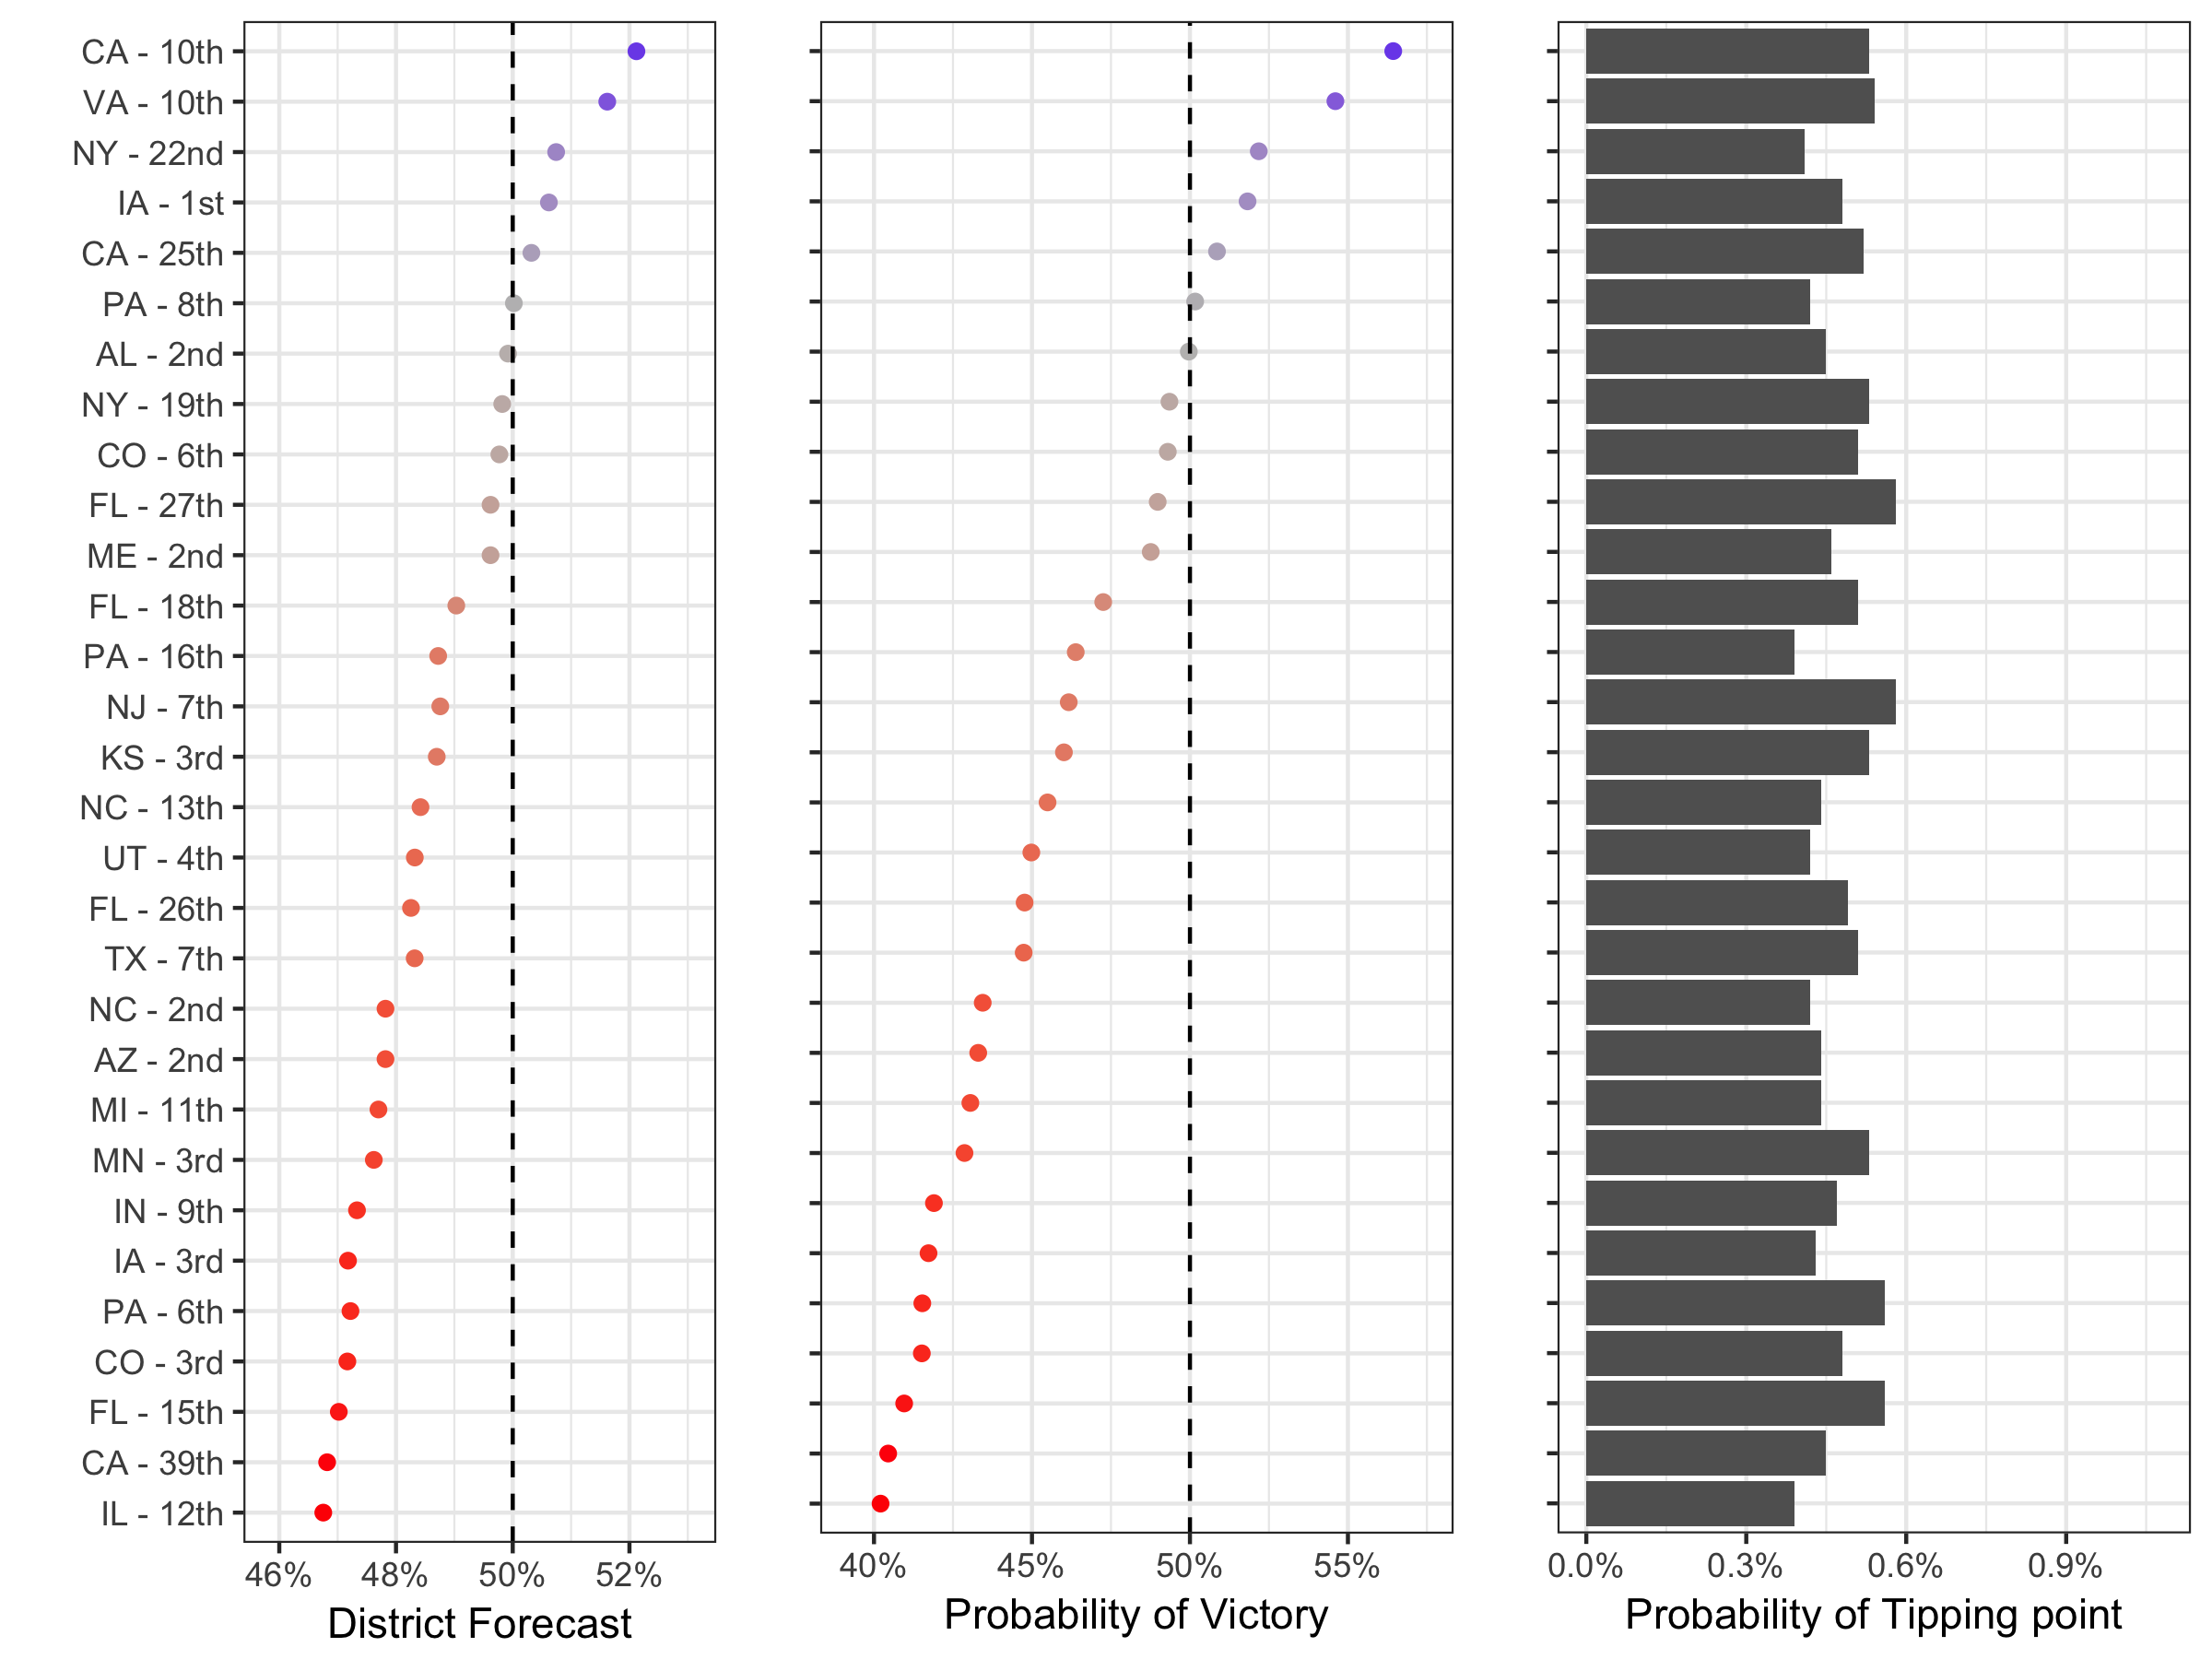 CA - 10th
VA - 10th
NY - 22nd
IA - 1st
CA - 25th
PA - 8th
AL - 2nd
NY - 19th
CO - 6th
FL - 27th
ME - 2nd
FL - 18th
PA - 16th
NJ - 7th
KS - 3rd
NC - 13th
UT - 4th
FL - 26th
TX - 7th
NC - 2nd
AZ - 2nd
MI - 11th
MN - 3rd
IN - 9th
IA - 3rd
PA - 6th
CO - 3rd
FL - 15th
CA - 39th
IL - 12th
46% 48% 50% 52%
District Forecast
40% 45% 50% 55%
Probability of Victory
0.0% 0.3% 0.6% 0.9%
Probability of Tipping point